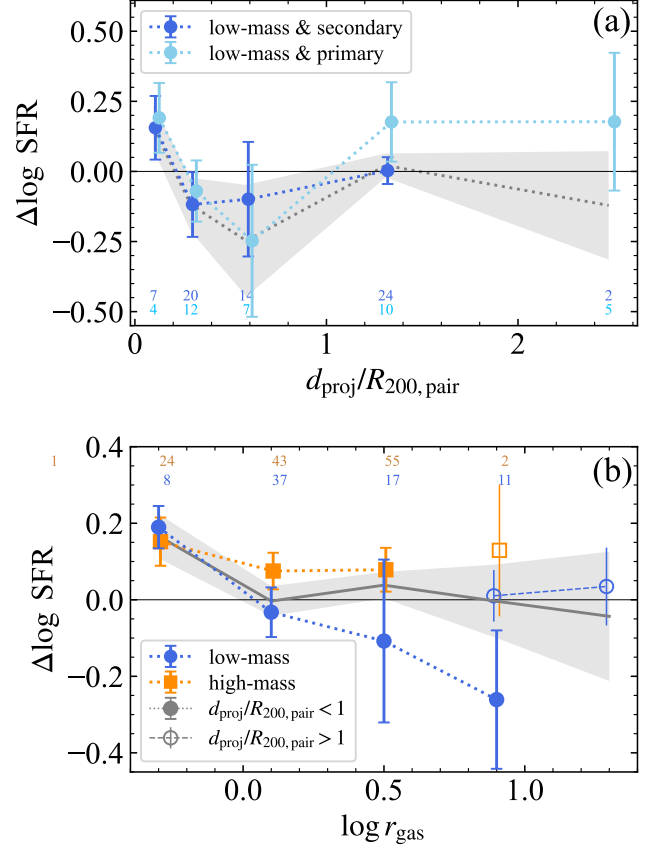 (a)
low-mass & secondary
low-mass & primary
Δlog SFR
0.50
0.25
0.00
−0.25
−0.50
7 20 14 24 2
4 12 7 10 5
0 1 2
d_proj/R_200, pair
(b)
Δlog SFR
0.4
0.2
0.0
−0.2
−0.4
1 24 43 55 2
8 37 17 11
low-mass
high-mass
d_proj/R_200, pair < 1
d_proj/R_200, pair > 1
0.0 0.5 1.0
log r_gas